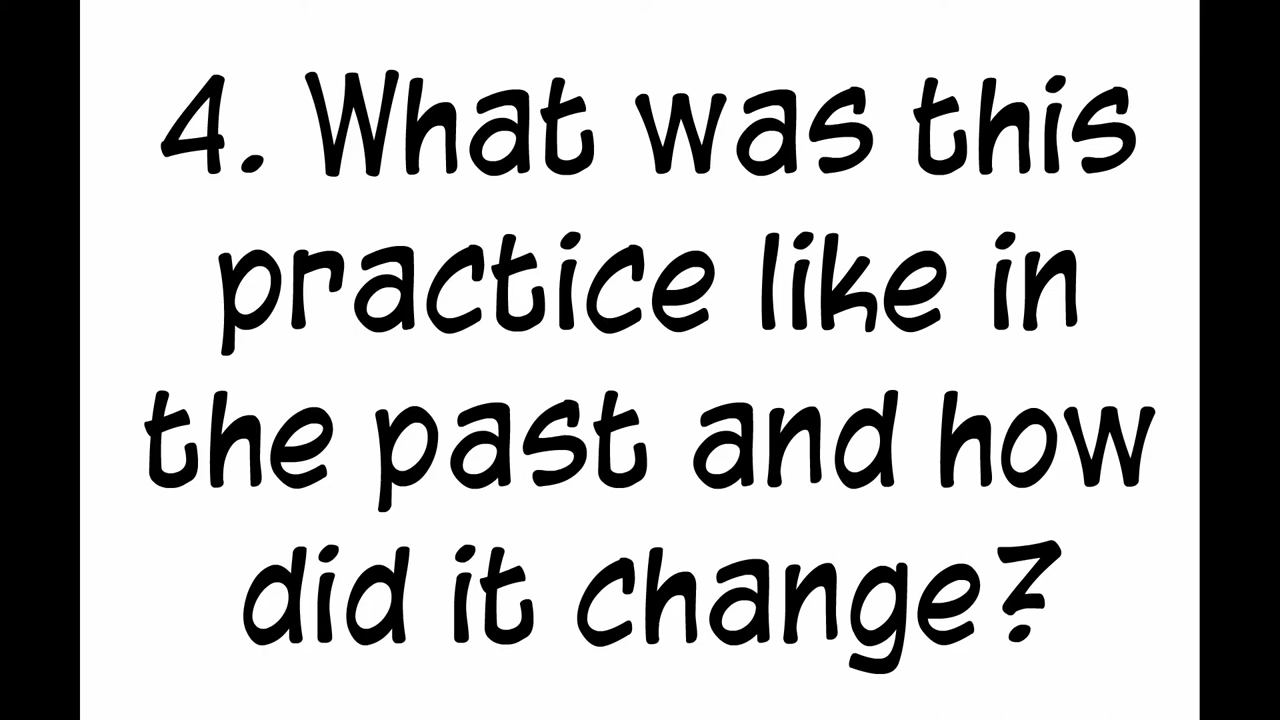 4. What was this
practice like in
the past and how
did it change?